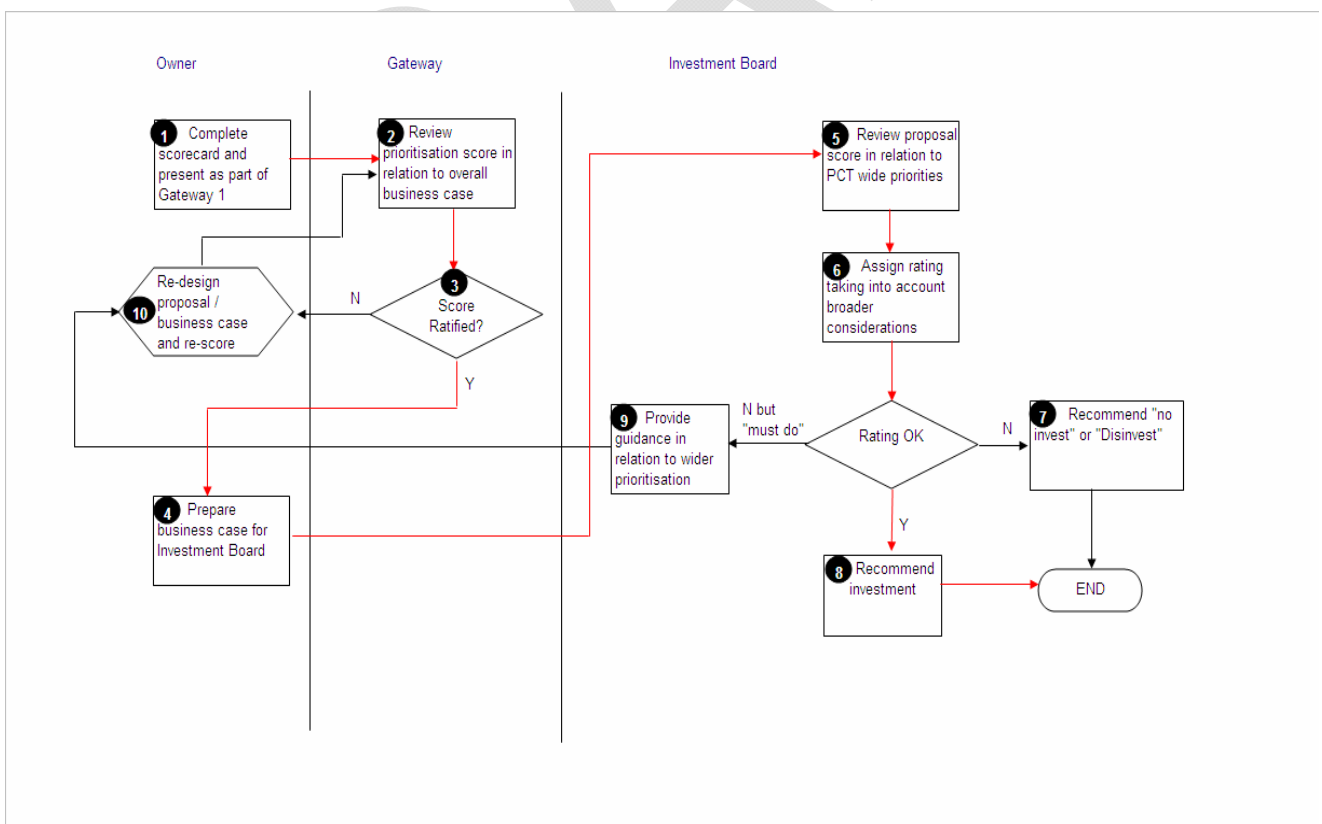 Owner
Gateway
Investment Board
1 Complete
scorecard and
present as part of
Gateway 1
2 Review
prioritisation score in
relation to overall
business case
3
Score
Ratified?
N
Y
10
Re-design
proposal /
business case
and re-score
4 Prepare
business case for
Investment Board
5 Review proposal
score in relation to
PCT wide priorities
6 Assign rating
taking into account
broader
considerations
Rating OK
N but
"must do"
N
Y
9 Provide
guidance in
relation to wider
prioritisation
7 Recommend "no
invest" or "Disinvest"
8 Recommend
investment
END